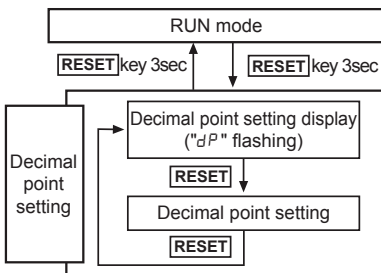 RUN mode
RESET key 3sec
RESET key 3sec
Decimal
point
setting
Decimal point setting display
("dP" flashing)
RESET
Decimal point setting
RESET